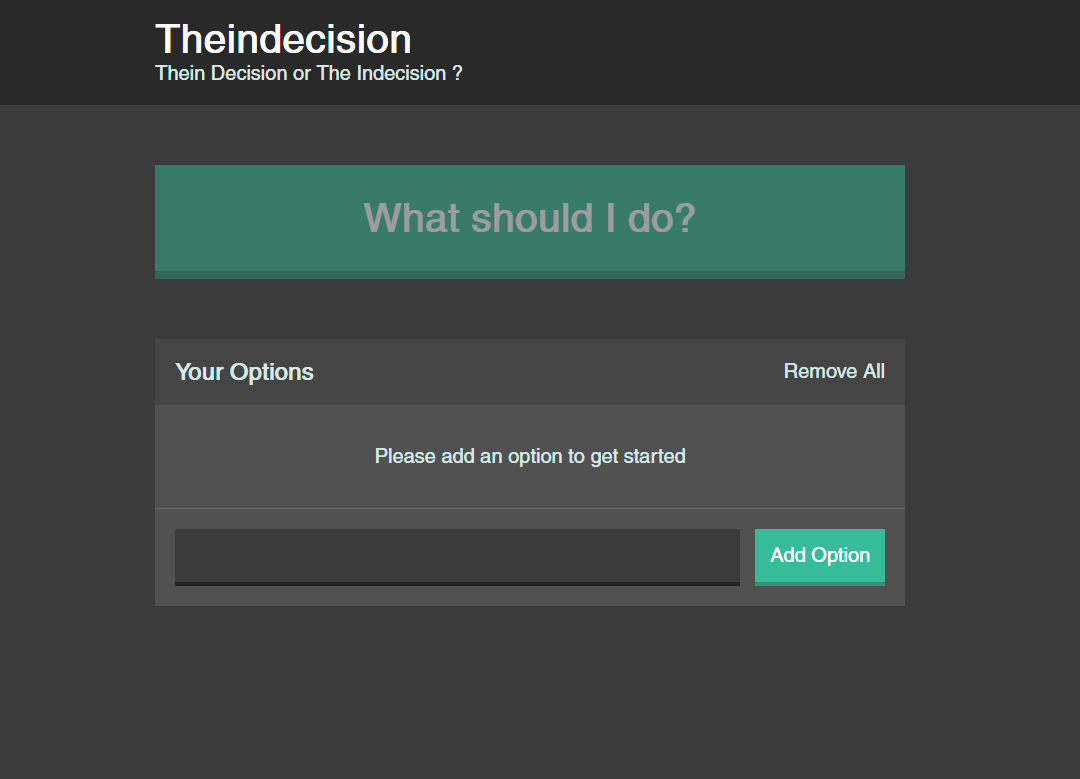 Theindecision
Thein Decision or The Indecision ?
What should I do?
Your Options
Remove All
Please add an option to get started
Add Option